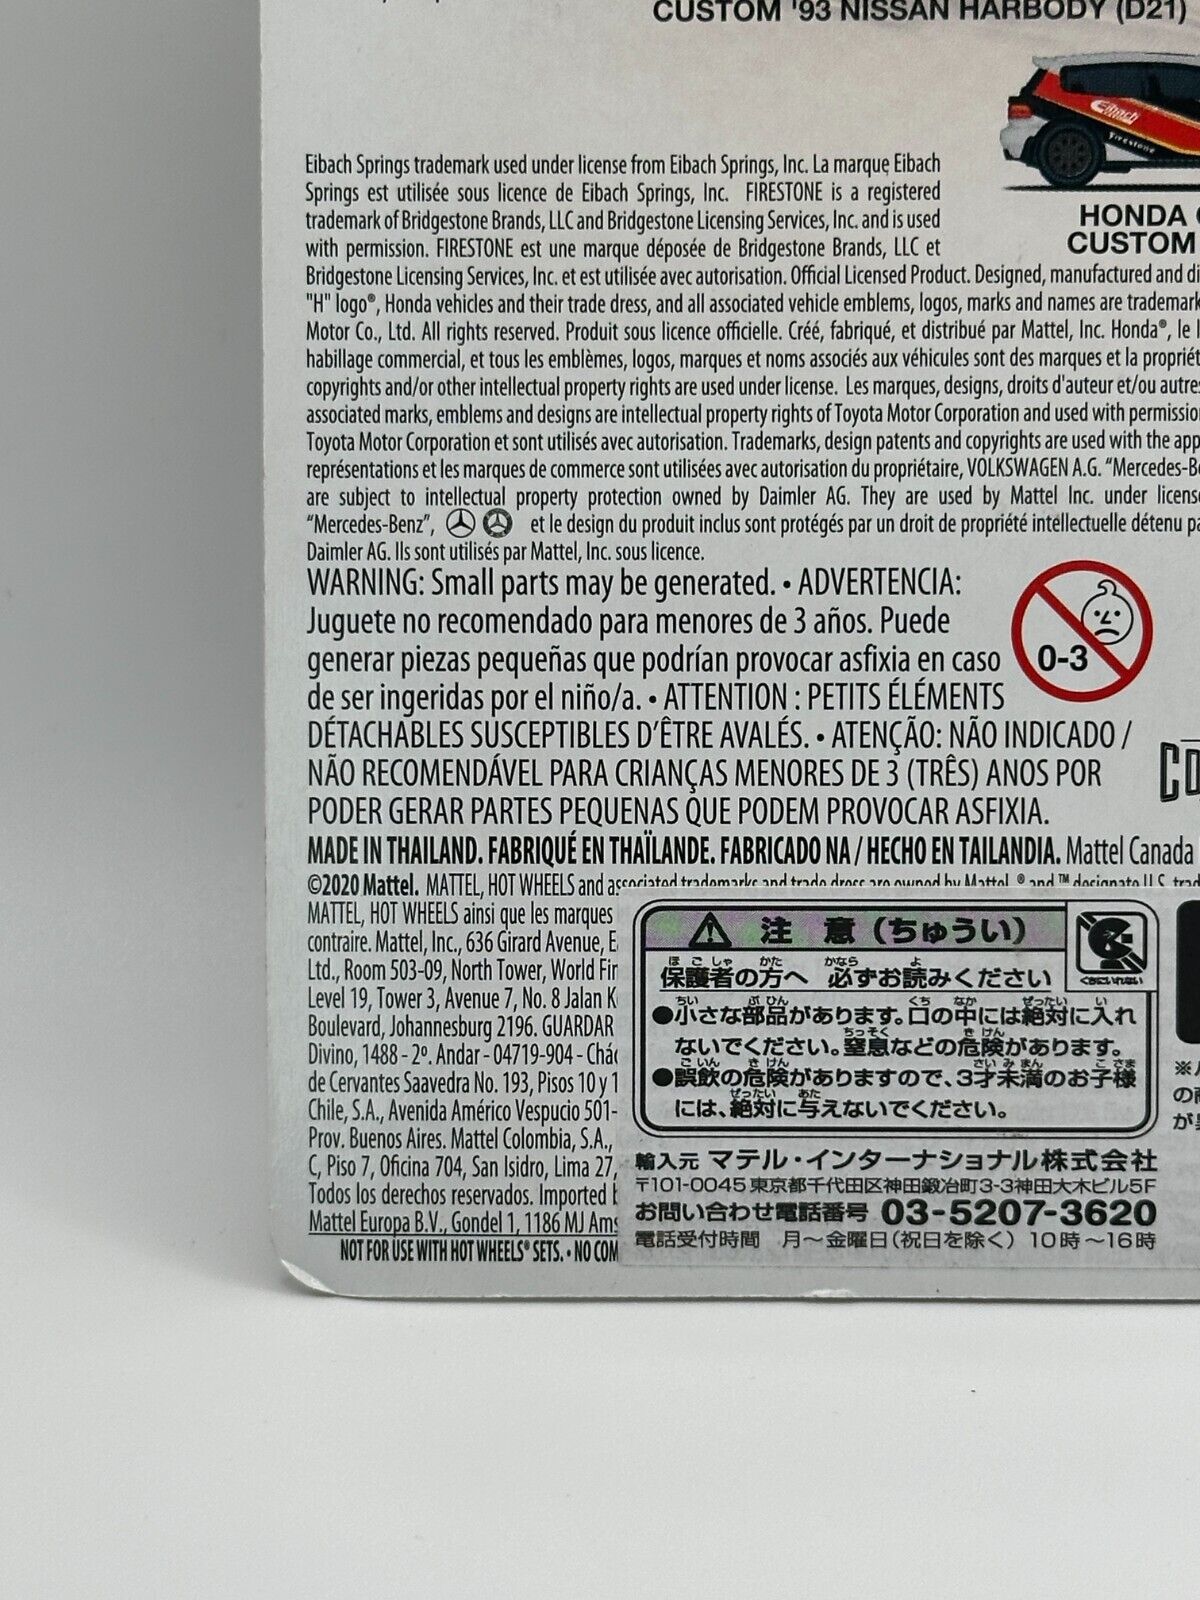 CUSTOM '93 NISSAN HARBODY (D21)
Eibach
Firestone
HONDA
CUSTOM
Eibach Springs trademark used under license from Eibach Springs, Inc. La marque Eibach
Springs est utilisée sous licence de Eibach Springs, Inc. FIRESTONE is a registered
trademark of Bridgestone Brands, LLC and Bridgestone Licensing Services, Inc. and is used
with permission. FIRESTONE est une marque déposée de Bridgestone Brands, LLC et
Bridgestone Licensing Services, Inc. et est utilisée avec autorisation. Official Licensed Product. Designed, manufactured and
"H" logo®, Honda vehicles and their trade dress, and all associated vehicle emblems, logos, marks and names are
Motor Co., Ltd. All rights reserved. Produit sous licence officielle. Créé, fabriqué, et distribué par Mattel, Inc. Honda®, le
habillage commercial, et tous les emblèmes, logos, marques et noms associés aux véhicules sont des marques et la
copyrights and/or other intellectual property rights are used under license. Les marques, designs, droits d'auteur et/ou
associated marks, emblems and designs are intellectual property rights of Toyota Motor Corporation and used with
Toyota Motor Corporation et sont utilisés avec autorisation. Trademarks, design patents and copyrights are used with the
représentations et les marques de commerce sont utilisées avec autorisation du propriétaire, VOLKSWAGEN A.G.
are subject to intellectual property protection owned by Daimler AG. They are used by Mattel Inc. under
“Mercedes-Benz”, et le design du produit inclus sont protégés par un droit de propriété intellectuelle détenu
Daimler AG. Ils sont utilisés par Mattel, Inc. sous licence.
WARNING: Small parts may be generated. • ADVERTENCIA:
Juguete no recomendado para menores de 3 años. Puede
generar piezas pequeñas que podrían provocar asfixia en caso
de ser ingeridas por el niño/a. • ATTENTION : PETITS ÉLÉMENTS
DÉTACHABLES SUSCEPTIBLES D’ÊTRE AVALÉS. • ATENÇÃO: NÃO INDICADO /
NÃO RECOMENDÁVEL PARA CRIANÇAS MENORES DE 3 (TRÊS) ANOS POR
PODER GERAR PARTES PEQUENAS QUE PODEM PROVOCAR ASFIXIA.
0-3
MADE IN THAILAND. FABRIQUÉ EN THAÏLANDE. FABRICADO NA / HECHO EN TAILANDIA. Mattel Canada
©2020 Mattel. MATTEL, HOT WHEELS and associated trademarks and trade dress are owned by Mattel. ® and ™ designate U.S.
MATTEL, HOT WHEELS ainsi que les marques
contraire. Mattel, Inc., 636 Girard Avenue,
Ltd., Room 503-09, North Tower, World
Level 19, Tower 3, Avenue 7, No. 8 Jalan
Boulevard, Johannesburg 2196. GUARDAR
Divino, 1488 - 2º. Andar - 04719-904 -
de Cervantes Saavedra No. 193, Pisos 10 y
Chile, S.A., Avenida Américo Vespucio 501-
Prov. Buenos Aires. Mattel Colombia, S.A.,
C, Piso 7, Oficina 704, San Isidro, Lima 27,
Todos los derechos reservados. Imported
Mattel Europa B.V., Gondel 1, 1186 MJ
NOT FOR USE WITH HOT WHEELS® SETS. • NO
注 意(ちゅうい)
保護者の方へ 必ずお読みください
くちにいれない
●小さな部品があります。口の中には絶対に入れ
ないでください。窒息などの危険があります。
●誤飲の危険がありますので、3才未満のお子様
には、絶対に与えないでください。
輸入元 マテル・インターナショナル株式会社
〒101-0045 東京都千代田区神田鍛冶町3-3神田大木ビル5F
お問い合わせ電話番号 03-5207-3620
電話受付時間 月〜金曜日(祝日を除く) 10時〜16時